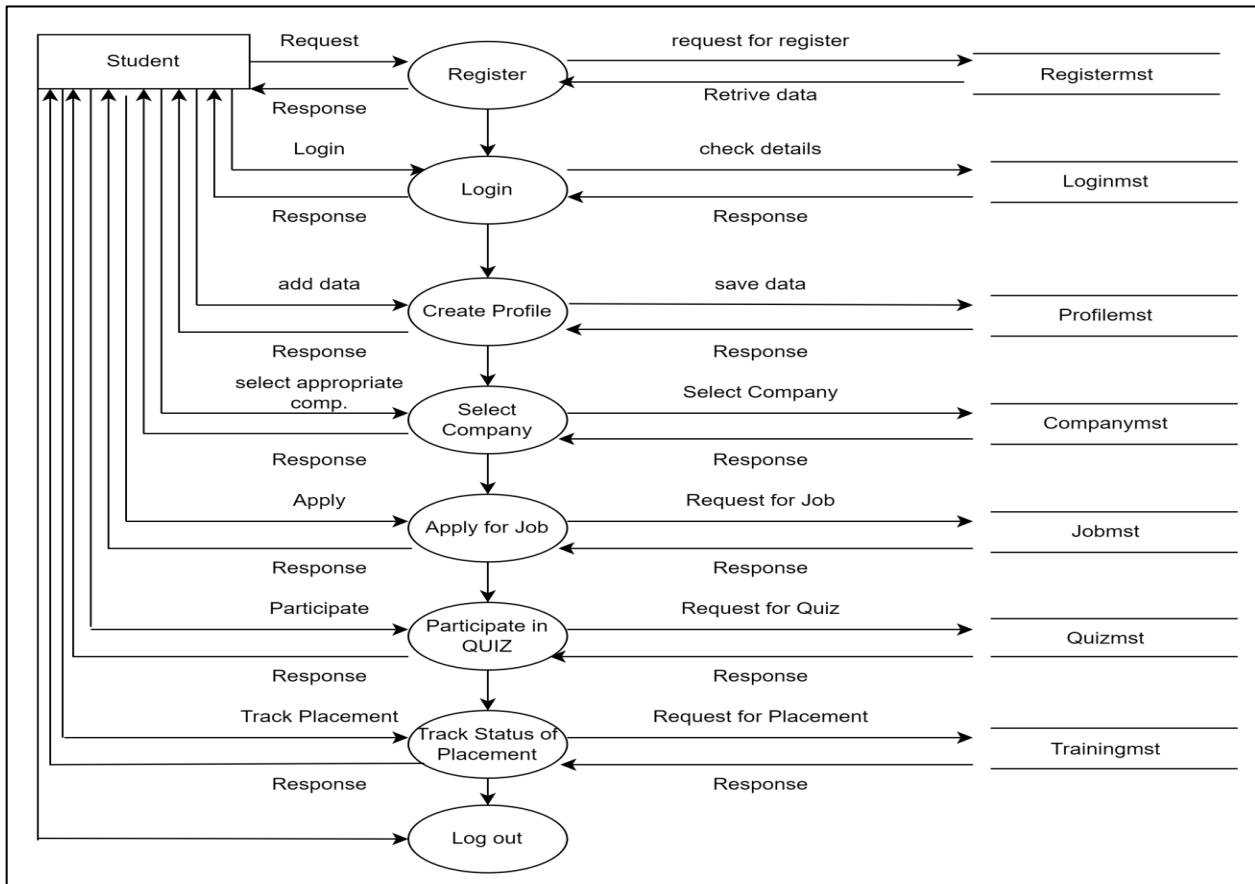 Request
request for register
Student
Register
Registermst
Response
Retrive data
Login
check details
Login
Loginmst
Response
Response
add data
save data
Create Profile
Profilemst
Response
Response
select appropriate
comp.
Select Company
Select
Company
Companymst
Response
Response
Apply
Request for Job
Apply for Job
Jobmst
Response
Response
Participate
Request for Quiz
Participate in
QUIZ
Quizmst
Response
Response
Track Placement
Request for Placement
Track Status of
Placement
Trainingmst
Response
Response
Log out